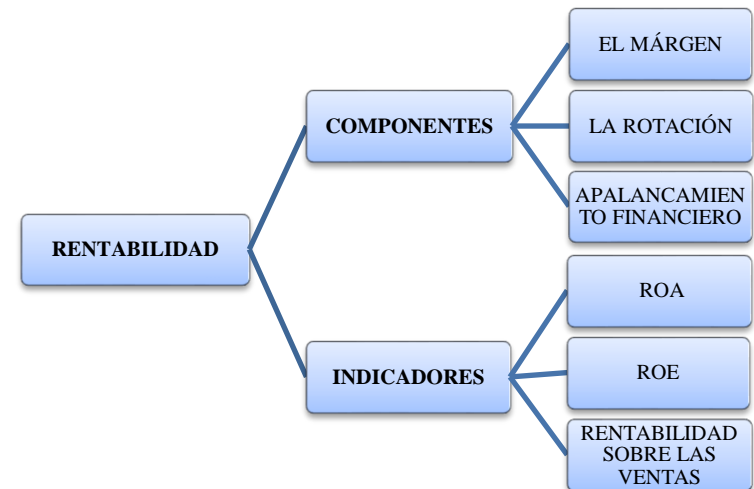 EL MÁRGEN
COMPONENTES
LA ROTACIÓN
APALANCAMIEN
TO FINANCIERO
RENTABILIDAD
ROA
INDICADORES
ROE
RENTABILIDAD
SOBRE LAS
VENTAS